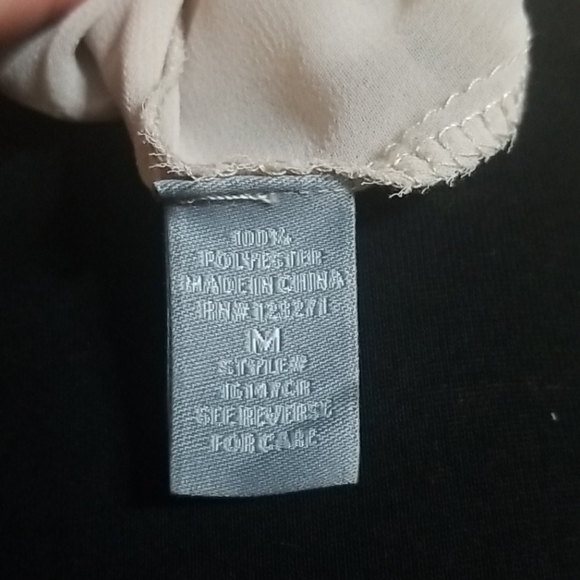 100%
POLYESTER
MADE IN CHINA
RN# 123271
M
STYLE#
SEE REVERSE
FOR CARE